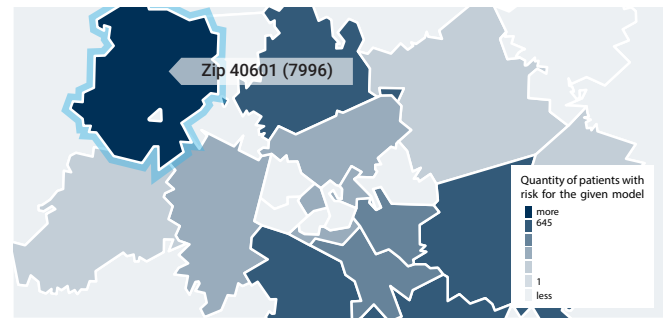 Zip 40601 (7996)
Quantity of patients with
risk for the given model
more
645
1
less